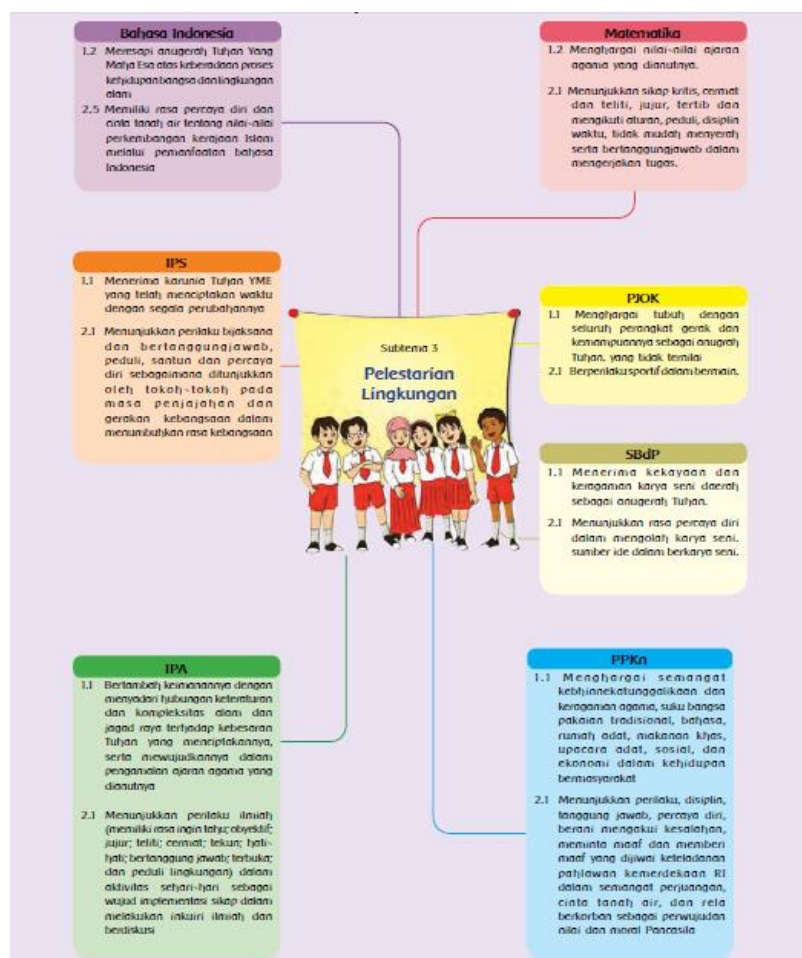 Bahasa Indonesia
1.2 Meresapi anugerah Tuhan Yang
Maha Esa atas keberadaan proses
kehidupan bangsa dan lingkungan
alam
2.5 Memiliki rasa percaya diri dan
cinta tanah air tentang nilai-nilai
perkembangan kerajaan Islam
melalui pemanfaatan bahasa
Indonesia
Matematika
1.2 Menghargai nilai-nilai ajaran
agama yang dianutnya.
2.1 Menunjukkan sikap kritis, cermat
dan teliti, jujur, tertib dan
mengikuti aturan, peduli, disiplin
waktu, tidak mudah menyerah
serta bertanggungjawab dalam
mengerjakan tugas.
IPS
1.1 Menerima karunia Tuhan YME
yang telah menciptakan waktu
dengan segala perubahannya
2.1 Menunjukkan perilaku bijaksana
dan bertanggungjawab,
peduli, santun dan percaya
diri sebagaimana ditunjukkan
oleh tokoh-tokoh pada
masa penjajahan dan
gerakan kebangsaan dalam
menumbuhkan rasa kebangsaan
Subtema 3
Pelestarian
Lingkungan
PJOK
1.1 Menghargai tubuh dengan
seluruh perangkat gerak dan
kemampuannya sebagai anugrah
Tuhan. yang tidak ternilai
2.1 Berperilaku sportif dalam bermain.
SBdP
1.1 Menerima kekayaan dan
keragaman karya seni daerah
sebagai anugerah Tuhan.
2.1 Menunjukkan rasa percaya diri
dalam mengolah karya seni.
sumber ide dalam berkarya seni.
IPA
1.1 Bertambah keimanannya dengan
menyadari hubungan keteraturan
dan kompleksitas alam dan
jagad raya terhadap kebesaran
Tuhan yang menciptakannya,
serta mewujudkannya dalam
pengamalan ajaran agama yang
dianutnya
2.1 Menunjukkan perilaku ilmiah
(memiliki rasa ingin tahu; obyektif;
jujur; teliti; cermat; tekun; hati-
hati; bertanggung jawab; terbuka;
dan peduli lingkungan) dalam
aktivitas sehari-hari sebagai
wujud implementasi sikap dalam
melakukan inkuiri ilmiah dan
berdiskusi
PPKn
1.1 Menghargai semangat
kebhinnekatunggalikaan dan
keragaman agama, suku bangsa
pakaian tradisional, bahasa,
rumah adat, makanan khas,
upacara adat, sosial, dan
ekonomi dalam kehidupan
bermasyarakat
2.1 Menunjukkan perilaku, disiplin,
tanggung jawab, percaya diri,
berani mengakui kesalahan,
meminta maaf dan memberi
maaf yang dijiwai keteladanan
pahlawan kemerdekaan RI
dalam semangat perjuangan,
cinta tanah air, dan rela
berkorban sebagai perwujudan
nilai dan moral Pancasila